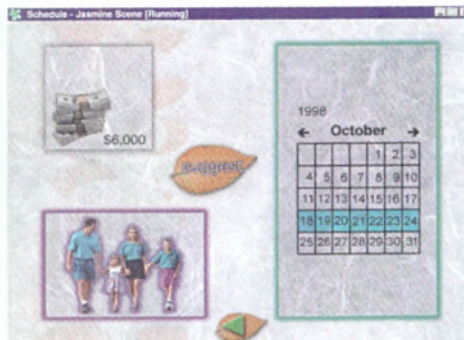 Schedule - Jasmine Scene [Running]
$6,000
suggest
1998
October
1 2 3
4 5 6 7 8 9 10
11 12 13 14 15 16 17
18 19 20 21 22 23 24
25 26 27 28 29 30 31